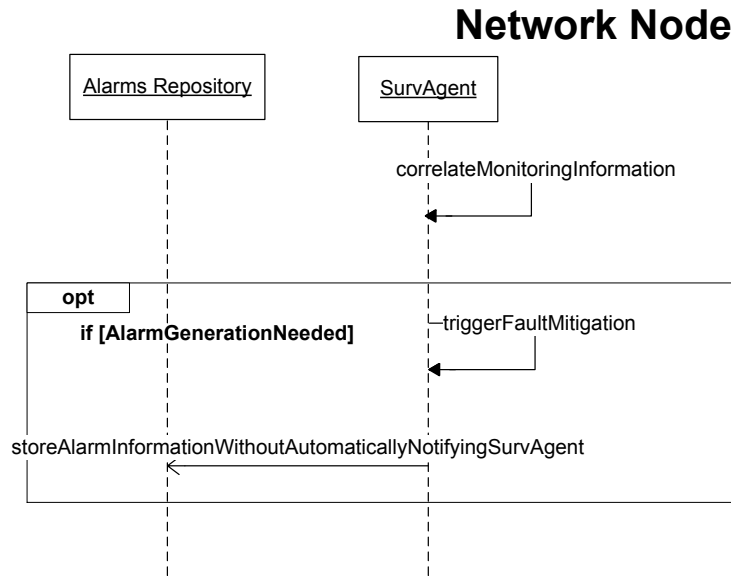 Network Node
Alarms Repository
SurvAgent
correlateMonitoringInformation
opt
if [AlarmGenerationNeeded]
triggerFaultMitigation
storeAlarmInformationWithoutAutomaticallyNotifyingSurvAgent